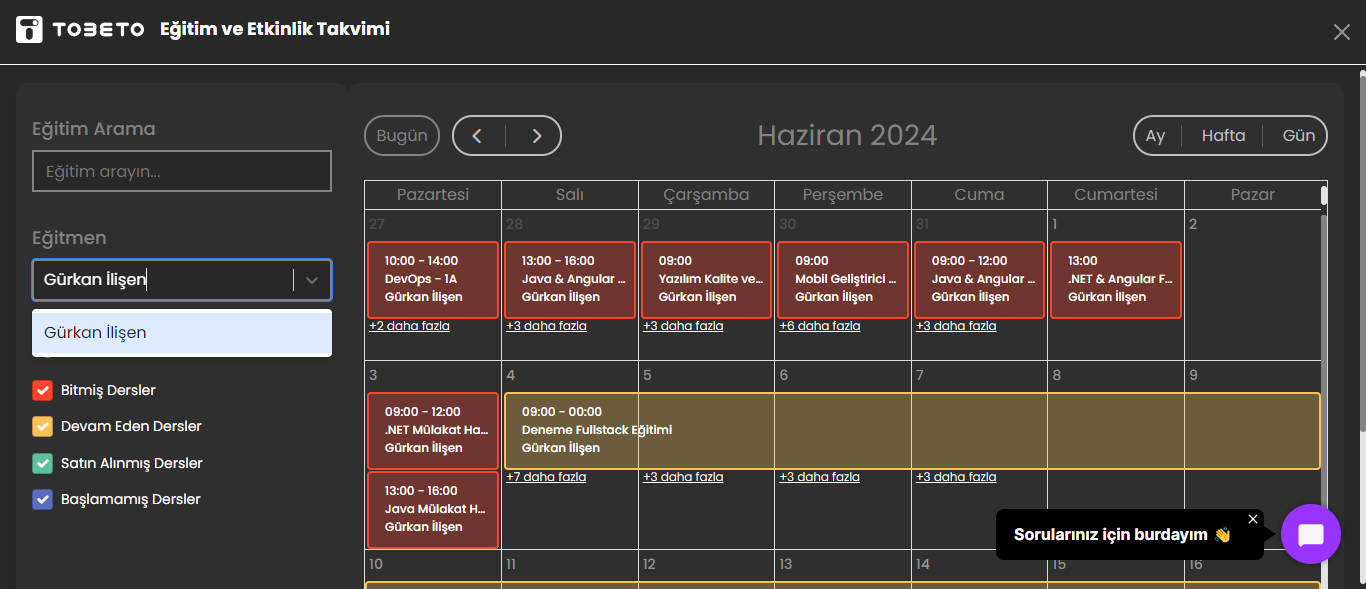 TOBETO Eğitim ve Etkinlik Takvimi
Eğitim Arama
Eğitim arayın...
Eğitmen
Gürkan İlişen
Gürkan İlişen
Bitmiş Dersler
Devam Eden Dersler
Satın Alınmış Dersler
Başlamamış Dersler
Bugün
Haziran 2024
Ay Hafta Gün
Pazartesi Salı Çarşamba Perşembe Cuma Cumartesi Pazar
27 28 29 30 31 1 2
10:00 - 14:00
DevOps - 1A
Gürkan İlişen
+2 daha fazla
13:00 - 16:00
Java & Angular ...
Gürkan İlişen
+3 daha fazla
09:00
Yazılım Kalite ve...
Gürkan İlişen
+3 daha fazla
09:00
Mobil Geliştirici ...
Gürkan İlişen
+6 daha fazla
09:00 - 12:00
Java & Angular ...
Gürkan İlişen
+3 daha fazla
13:00
.NET & Angular F...
Gürkan İlişen
3 4 5 6 7 8 9
09:00 - 12:00
.NET Mülakat Ha...
Gürkan İlişen
13:00 - 16:00
Java Mülakat H...
Gürkan İlişen
09:00 - 00:00
Deneme Fullstack Eğitimi
Gürkan İlişen
+7 daha fazla +3 daha fazla +3 daha fazla +3 daha fazla
10 11 12 13 14 15 16
Sorularınız için burdayım 👋